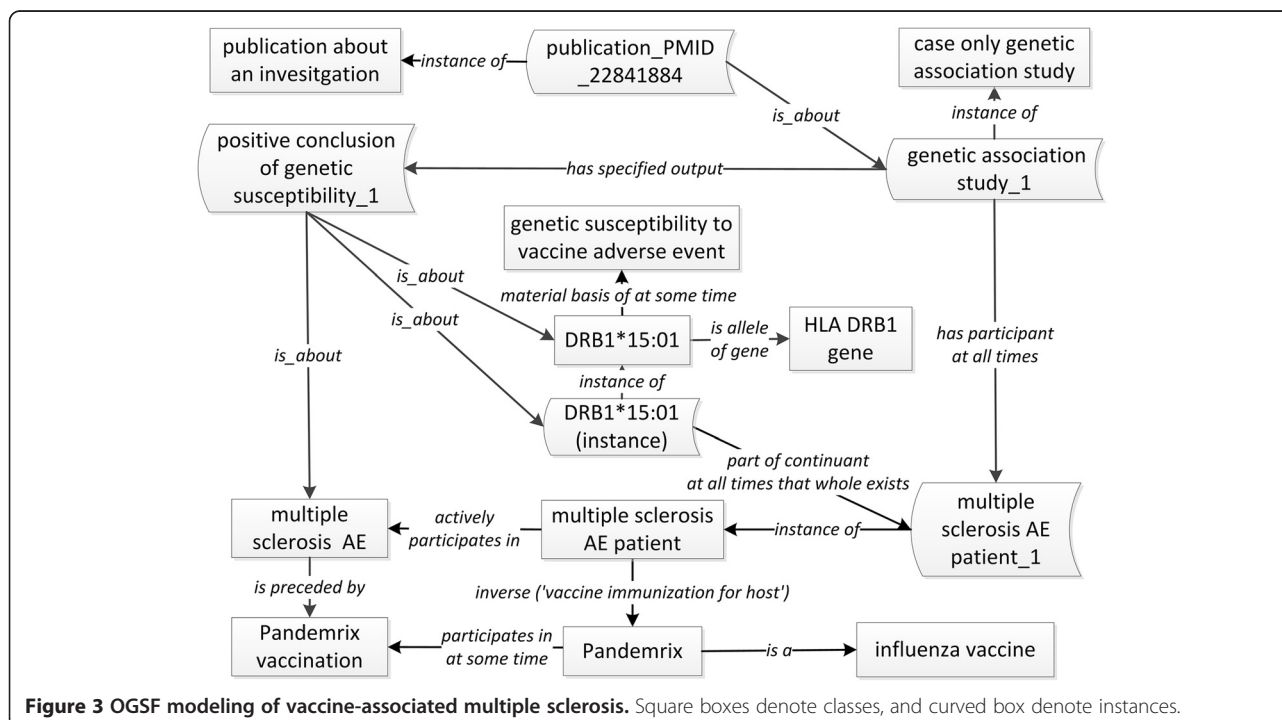 publication about
an invesitgation
instance of
publication_PMID
_22841884
case only genetic
association study
is_about
instance of
positive conclusion
of genetic
susceptibility_1
has specified output
genetic association
study_1
genetic susceptibility to
vaccine adverse event
is_about
material basis of at some time
is_about
DRB1*15:01
is allele
of gene
HLA DRB1
gene
has participant
at all times
is_about
instance of
DRB1*15:01
(instance)
part of continuant
at all times that whole exists
multiple
sclerosis AE
actively
participates in
multiple sclerosis
AE patient
instance of
multiple
sclerosis AE
patient_1
is preceded by
inverse ('vaccine immunization for host')
Pandemrix
vaccination
participates in
at some time
Pandemrix
is a
influenza vaccine
Figure 3 OGSF modeling of vaccine-associated multiple sclerosis. Square boxes denote classes, and curved box denote instances.